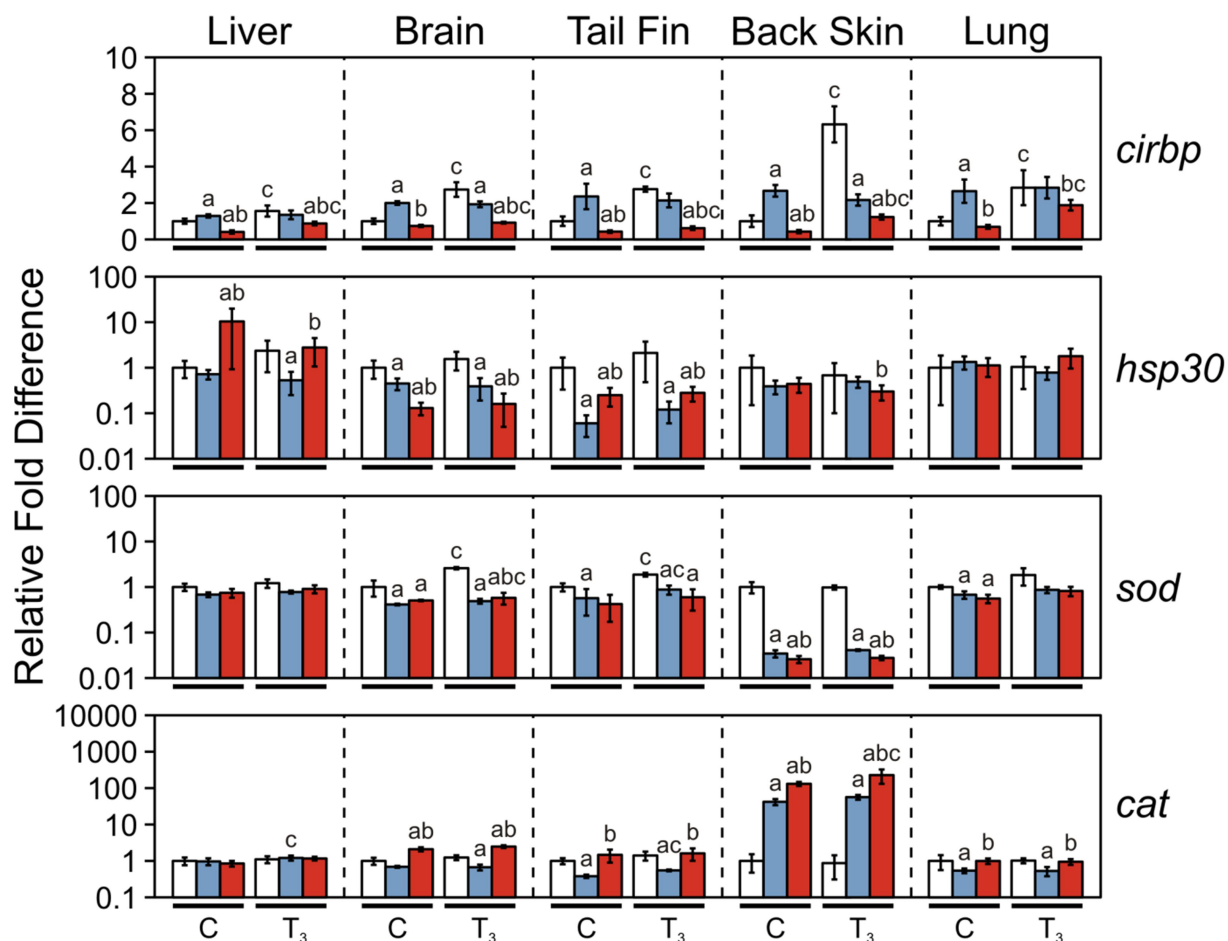 Liver Brain Tail Fin Back Skin Lung
Relative Fold Difference
10
8
6
4
2
0
a ab c abc
a b c a abc
a ab c abc
a ab c a abc
a b c bc
cirbp
100
10
1
0.1
0.01
ab a b
a ab a ab
a ab a ab
b
hsp30
100
10
1
0.1
0.01
a a c a abc
a c ac a
a ab a ab
a a
sod
10000
1000
100
10
1
0.1
c
ab a ab
a b ac b
a ab a abc
a b a b
cat
C T₃ C T₃ C T₃ C T₃ C T₃